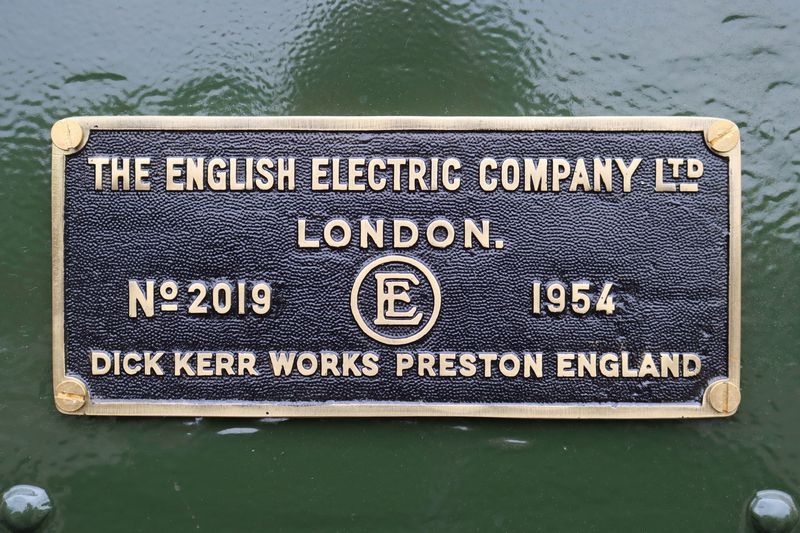 THE ENGLISH ELECTRIC COMPANY LTD
LONDON.
Nº 2019 EE 1954
DICK KERR WORKS PRESTON ENGLAND